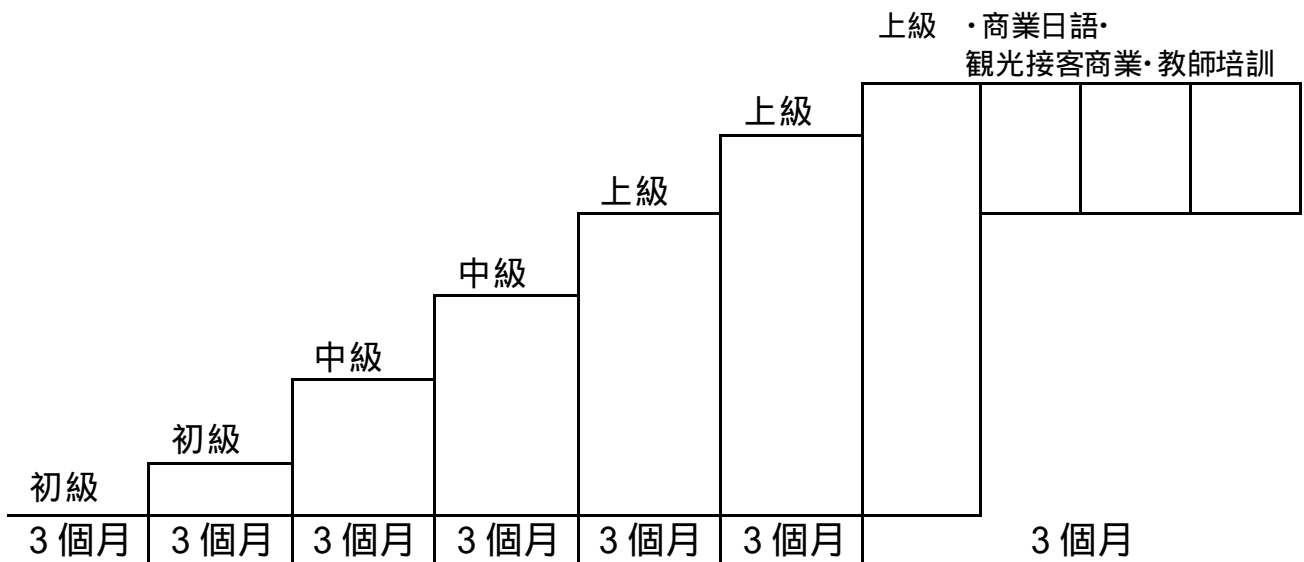 上級 ・商業日語・
観光接客商業・教師培訓
上級
上級
中級
中級
初級
初級
3個月 3個月 3個月 3個月 3個月 3個月 3個月